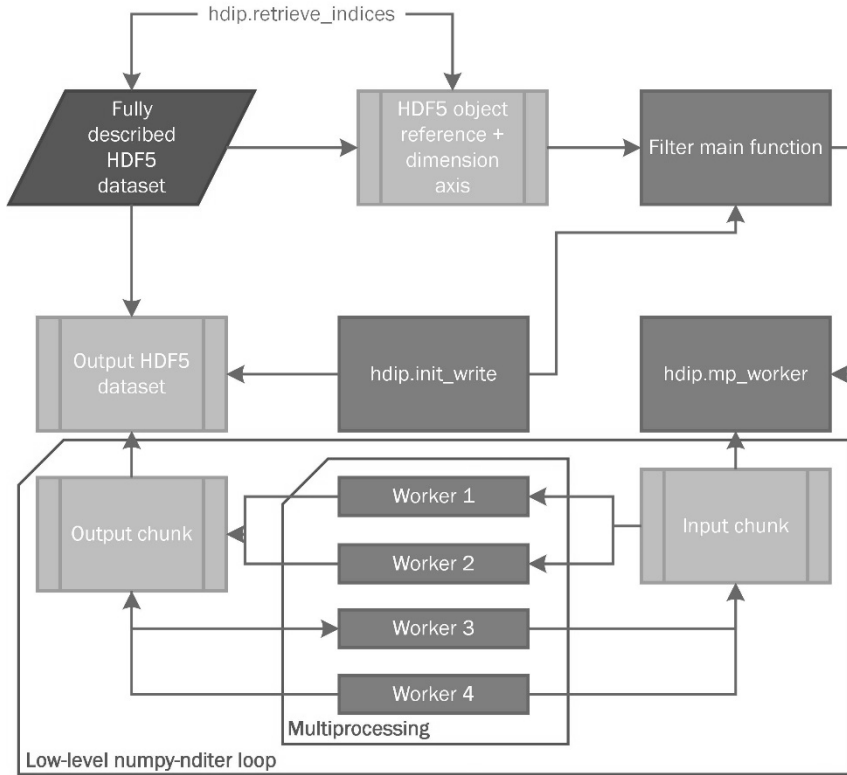 hdip.retrieve_indices
Fully
described
HDF5
dataset
HDF5 object
reference +
dimension
axis
Filter main function
Output HDF5
dataset
hdip.init_write
hdip.mp_worker
Output chunk
Worker 1
Worker 2
Worker 3
Worker 4
Input chunk
Multiprocessing
Low-level numpy-nditer loop